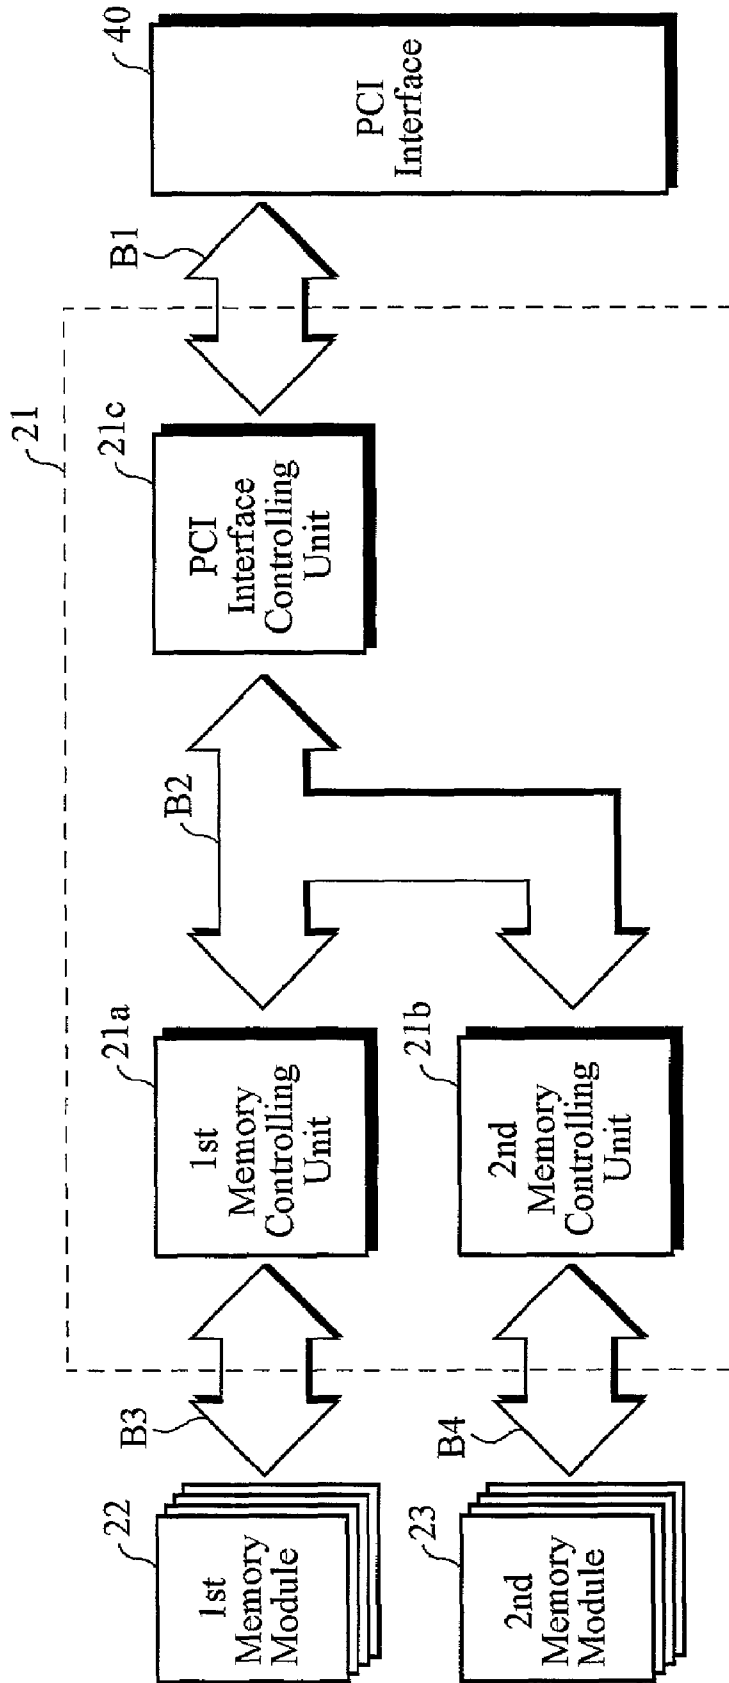 22
1st
Memory
Module
B3
21a
1st
Memory
Controlling
Unit
B2
21
21c
PCI
Interface
Controlling
Unit
B1
40
PCI
Interface
23
2nd
Memory
Module
B4
21b
2nd
Memory
Controlling
Unit